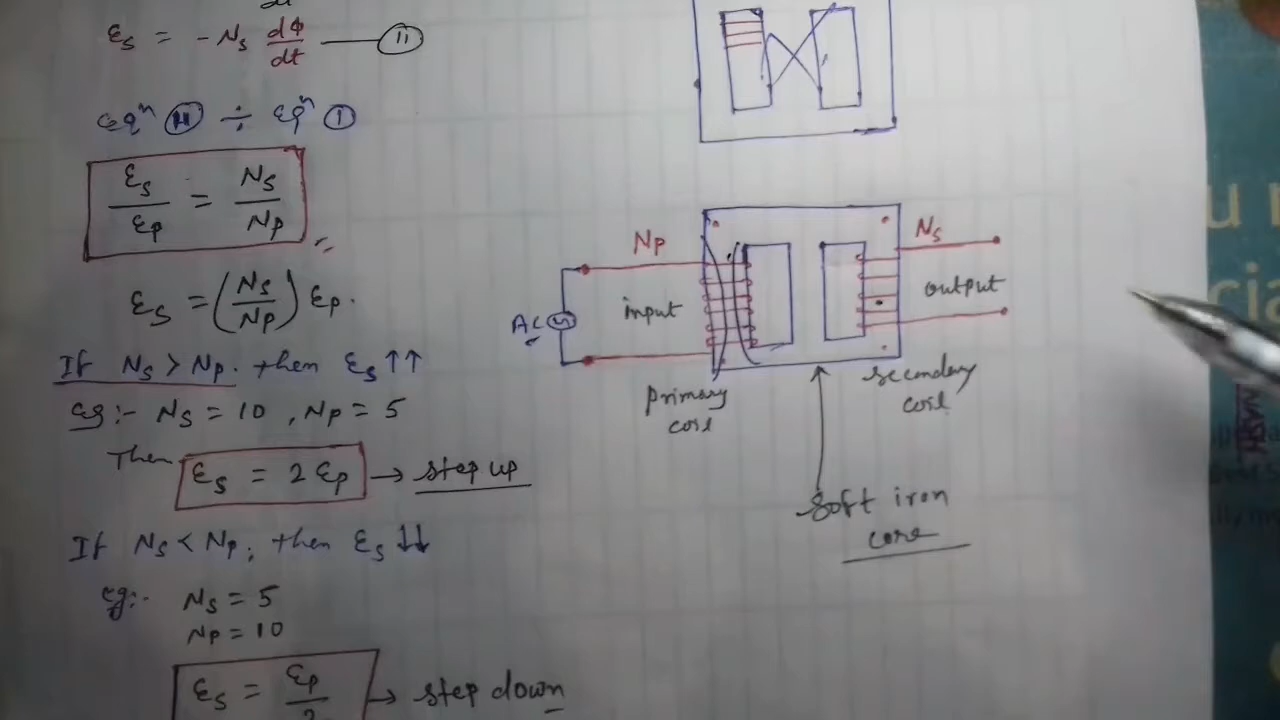 εs = - Ns dΦ/dt —— (II)
Eqⁿ (II) ÷ Eqⁿ (I)
εs/εp = Ns/Np
εs = (Ns/Np) εp.
If Ns > Np. then εs ↑↑
eg:- Ns = 10 , Np = 5
Then εs = 2 εp → step up
If Ns < Np, then εs ↓↓
eg:- Ns = 5
Np = 10
εs = εp/2 → step down
Np
Ns
AC
input
output
primary
coil
secondary
coil
soft iron
core